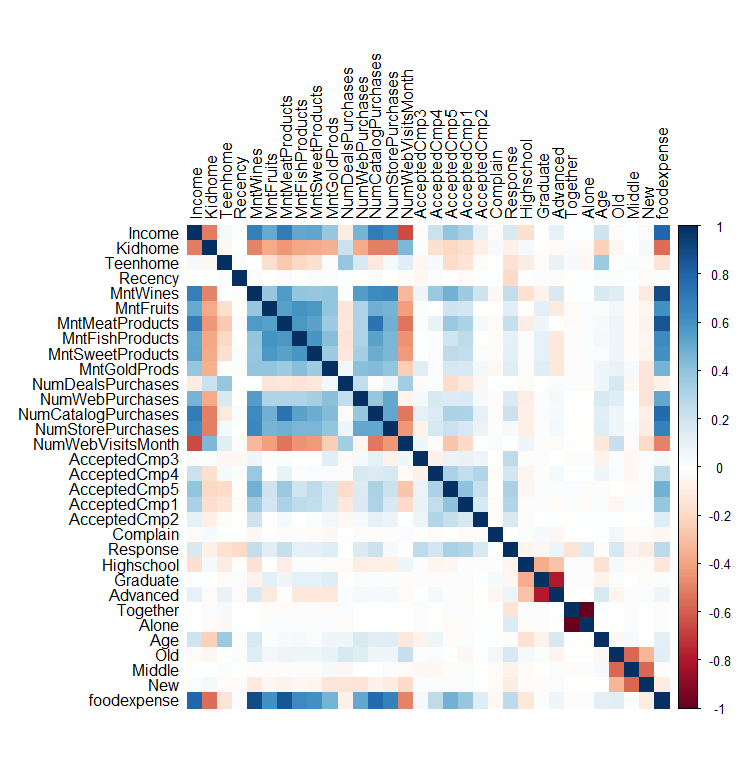 Income
Kidhome
Teenhome
Recency
MntWines
MntFruits
MntMeatProducts
MntFishProducts
MntSweetProducts
MntGoldProds
NumDealsPurchases
NumWebPurchases
NumCatalogPurchases
NumStorePurchases
NumWebVisitsMonth
AcceptedCmp3
AcceptedCmp4
AcceptedCmp5
AcceptedCmp1
AcceptedCmp2
Complain
Response
Highschool
Graduate
Advanced
Together
Alone
Age
Old
Middle
New
foodexpense
Income
Kidhome
Teenhome
Recency
MntWines
MntFruits
MntMeatProducts
MntFishProducts
MntSweetProducts
MntGoldProds
NumDealsPurchases
NumWebPurchases
NumCatalogPurchases
NumStorePurchases
NumWebVisitsMonth
AcceptedCmp3
AcceptedCmp4
AcceptedCmp5
AcceptedCmp1
AcceptedCmp2
Complain
Response
Highschool
Graduate
Advanced
Together
Alone
Age
Old
Middle
New
foodexpense
1
0.8
0.6
0.4
0.2
0
-0.2
-0.4
-0.6
-0.8
-1